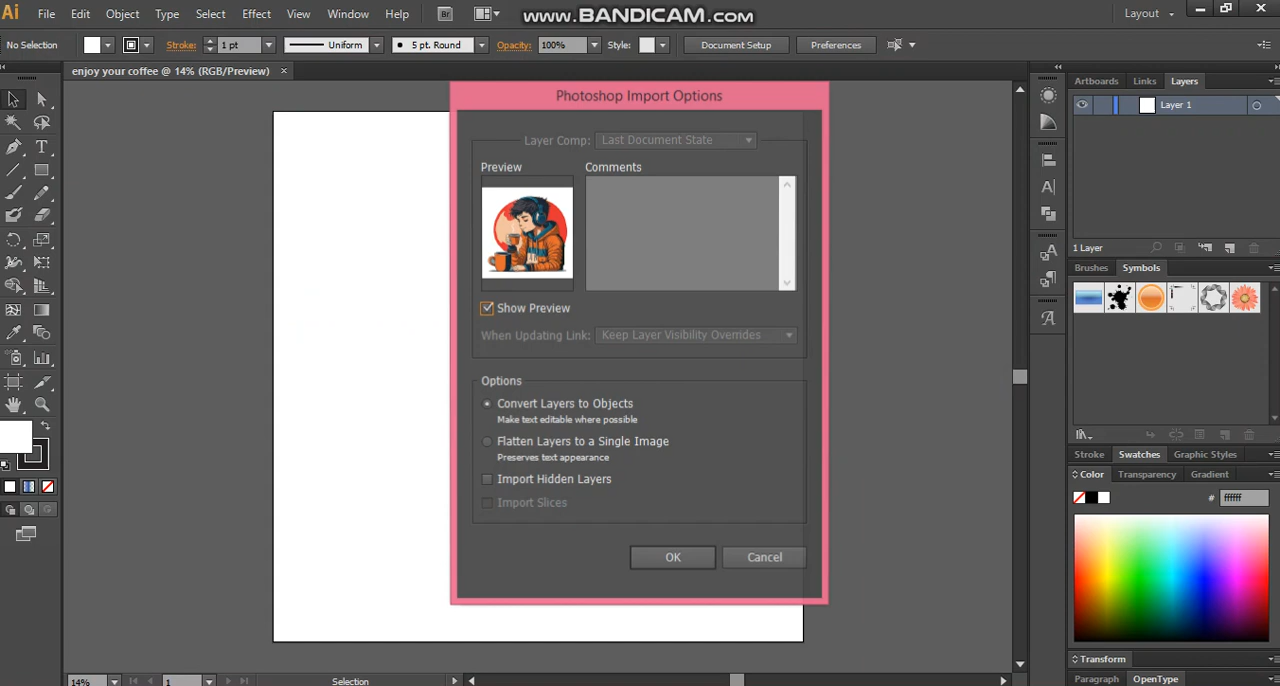 Ai File Edit Object Type Select Effect View Window Help Br www.BANDICAM.com Layout
No Selection Stroke: 1 pt Uniform 5 pt. Round Opacity: 100% Style: Document Setup Preferences
enjoy your coffee @ 14% (RGB/Preview)
Photoshop Import Options
Layer Comp: Last Document State
Preview
Comments
Show Preview
When Updating Link: Keep Layer Visibility Overrides
Options
Convert Layers to Objects
Make text editable where possible
Flatten Layers to a Single Image
Preserves text appearance
Import Hidden Layers
Import Slices
OK Cancel
Artboards Links Layers
Layer 1
1 Layer
Brushes Symbols
Stroke Swatches Graphic Styles
Color Transparency Gradient
# ffffff
Transform
Paragraph OpenType
14% 1 Selection